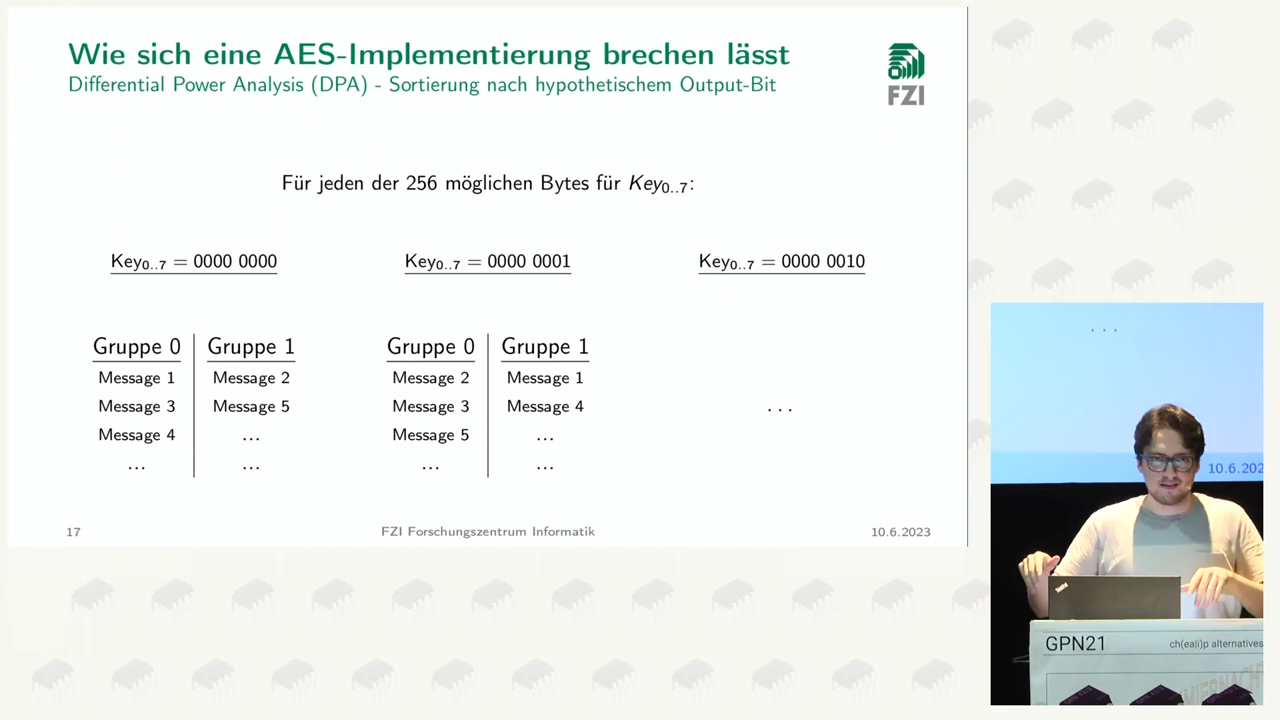 Wie sich eine AES-Implementierung brechen lässt
Differential Power Analysis (DPA) - Sortierung nach hypothetischem Output-Bit
FZI
Für jeden der 256 möglichen Bytes für Key0..7:
Key0..7 = 0000 0000
Key0..7 = 0000 0001
Key0..7 = 0000 0010
Gruppe 0 Gruppe 1
Message 1 Message 2
Message 3 Message 5
Message 4 ...
... ...
Gruppe 0 Gruppe 1
Message 2 Message 1
Message 3 Message 4
Message 5 ...
... ...
...
17 FZI Forschungszentrum Informatik 10.6.2023
...
10.6.202
GPN21 ch(ea|i)p alternatives